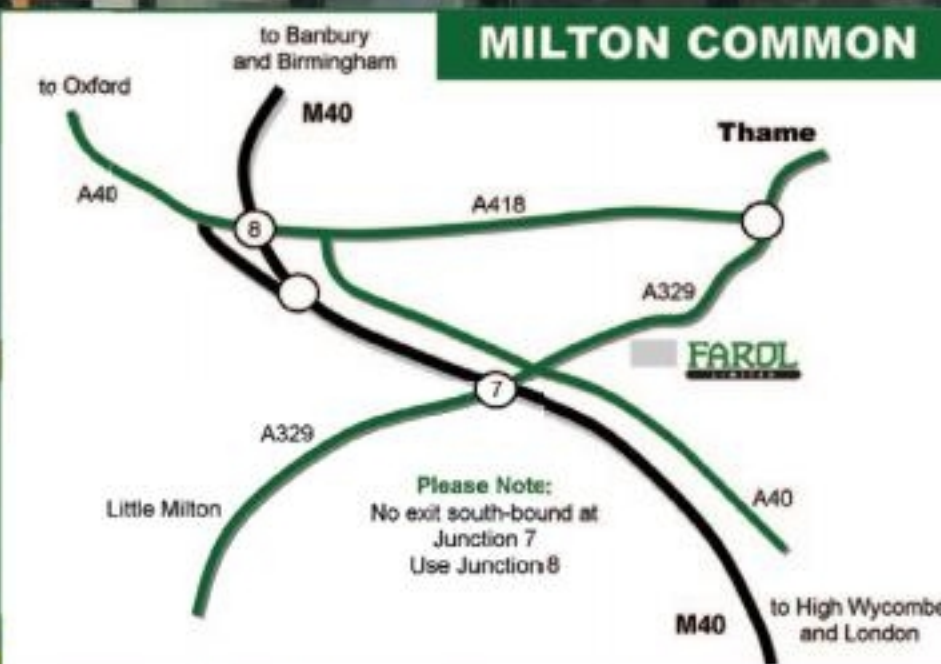 MILTON COMMON
to Banbury
and Birmingham
to Oxford
M40
Thame
A40
A418
8
A329
FAROL
LIMITED
7
A329
Little Milton
Please Note:
No exit south-bound at
Junction 7
Use Junction 8
A40
M40
to High Wycombe
and London